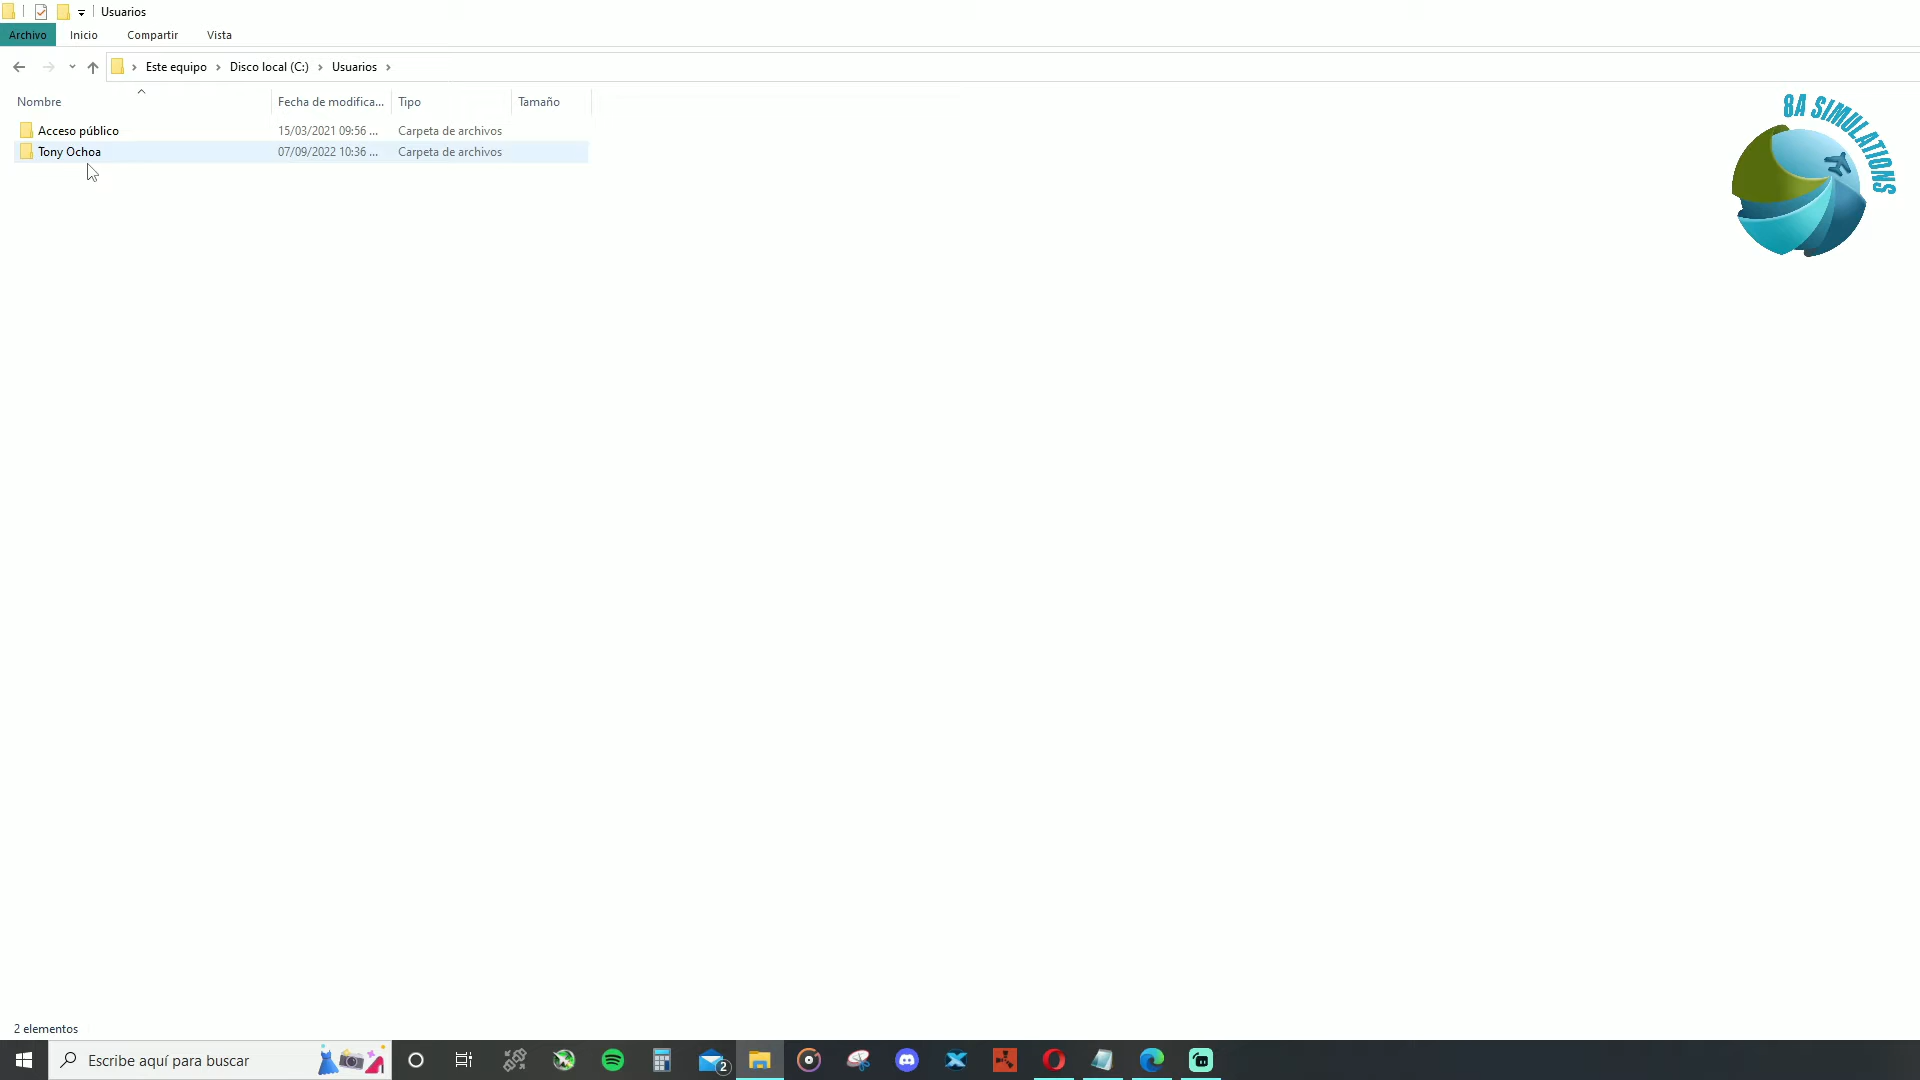 Usuarios
Archivo Inicio Compartir Vista
Este equipo Disco local (C:) Usuarios
Nombre Fecha de modifica... Tipo Tamaño
Acceso público 15/03/2021 09:56 ... Carpeta de archivos
Tony Ochoa 07/09/2022 10:36 ... Carpeta de archivos
8A SIMULATIONS
2 elementos
Escribe aquí para buscar
2